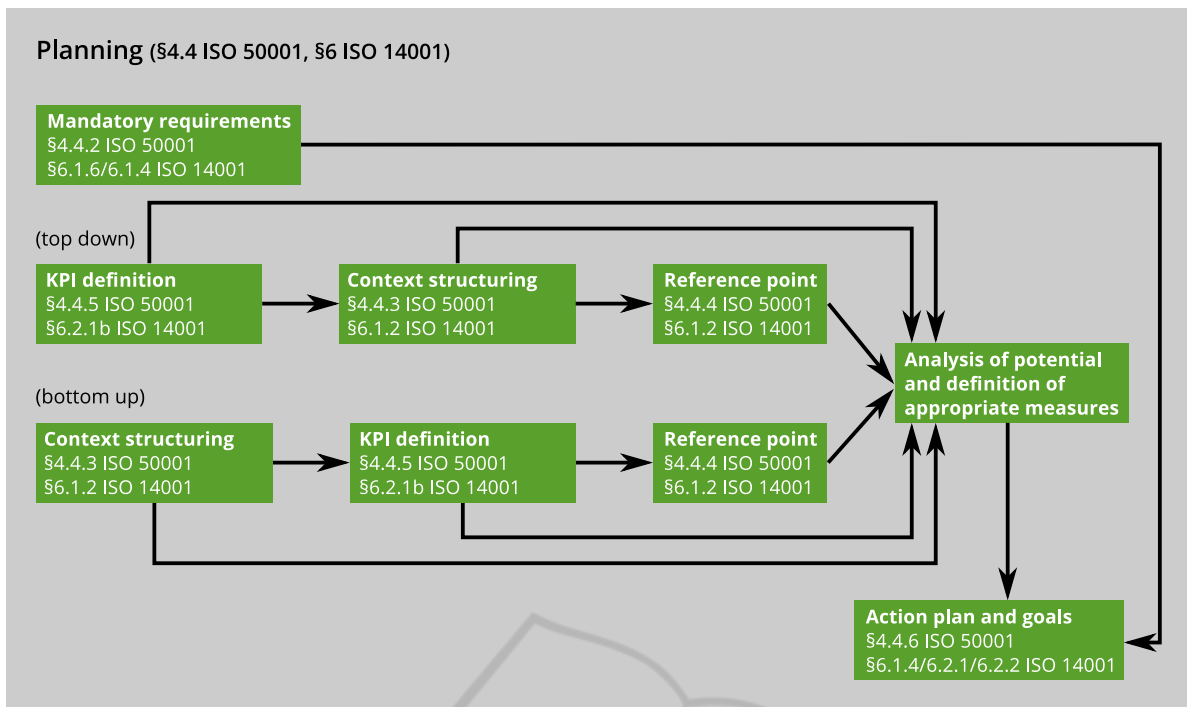 Planning (§4.4 ISO 50001, §6 ISO 14001)
Mandatory requirements
§4.4.2 ISO 50001
§6.1.6/6.1.4 ISO 14001
(top down)
KPI definition
§4.4.5 ISO 50001
§6.2.1b ISO 14001
Context structuring
§4.4.3 ISO 50001
§6.1.2 ISO 14001
Reference point
§4.4.4 ISO 50001
§6.1.2 ISO 14001
Analysis of potential
and definition of
appropriate measures
(bottom up)
Context structuring
§4.4.3 ISO 50001
§6.1.2 ISO 14001
KPI definition
§4.4.5 ISO 50001
§6.2.1b ISO 14001
Reference point
§4.4.4 ISO 50001
§6.1.2 ISO 14001
Action plan and goals
§4.4.6 ISO 50001
§6.1.4/6.2.1/6.2.2 ISO 14001